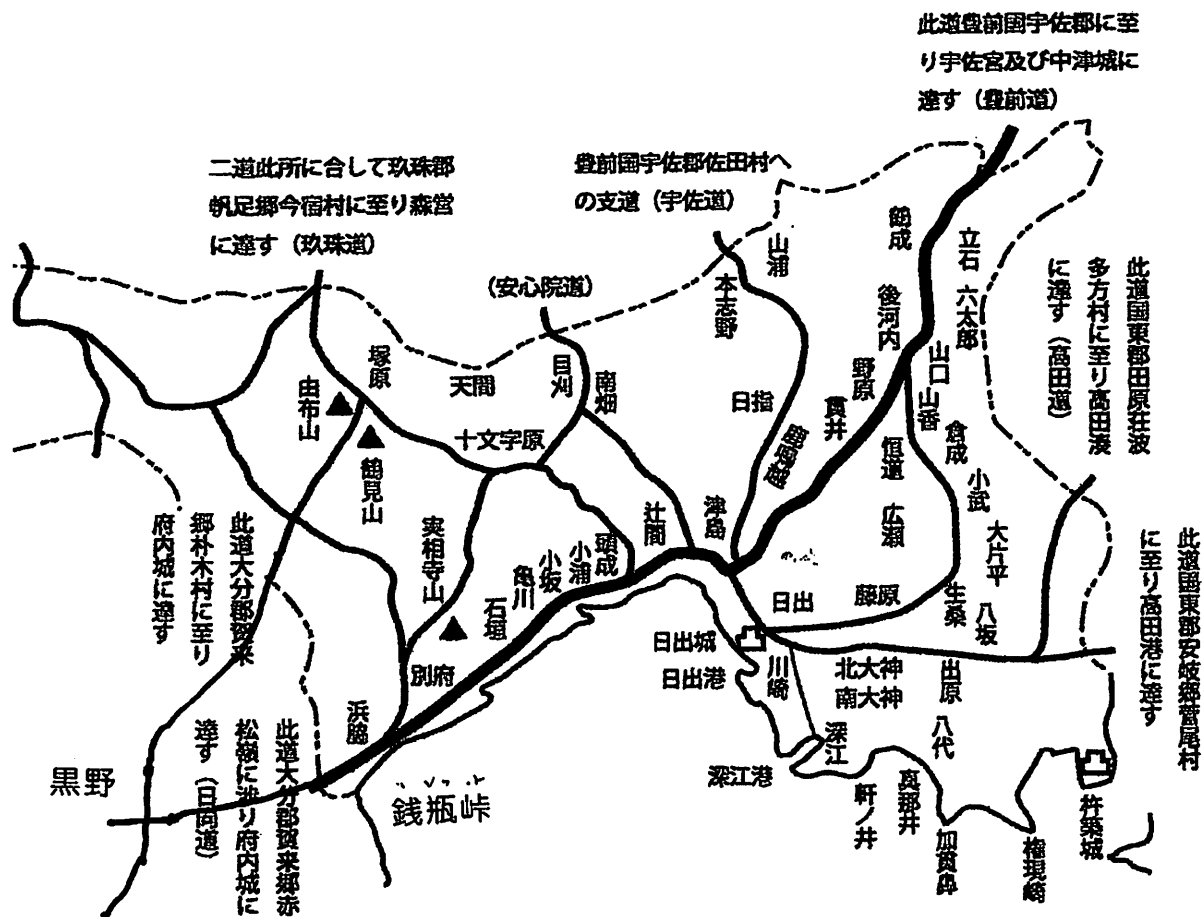 此道豊前国宇佐郡に至
り宇佐宮及び中津城に
達す（豊前道）
二道此所に合して玖珠郡
帆足郷今宿村に至り森営
に達す（玖珠道）
豊前国宇佐郡佐田村へ
の支道（宇佐道）
（安心院道）
此道国東郡田原荘波
多方村に至り高田湊
に達す（高田道）
此道国東郡安岐郷菅尾村
に至り高田港に達す
此道大分郡賀来
郷朴木村に至り
府内城に達す
此道大分郡賀来郷赤
松嶺に渉り府内城に
達す（日向道）
鶴成
立石
六太郎
後河内
山口
山香
野原
貫井
恒道
倉成
小武
広瀬
大片平
生桑
八坂
藤原
日出
山浦
本志野
日指
津島
辻間
目刈
南畑
天間
塚原
由布山
鶴見山
十文字原
実相寺山
頭成
小浦
小坂
亀川
石垣
別府
浜脇
銭瓶峠
黒野
日出城
日出港
川崎
北大神
南大神
出原
八代
深江
深江港
軒ノ井
真那井
加貫鼻
権現崎
杵築城